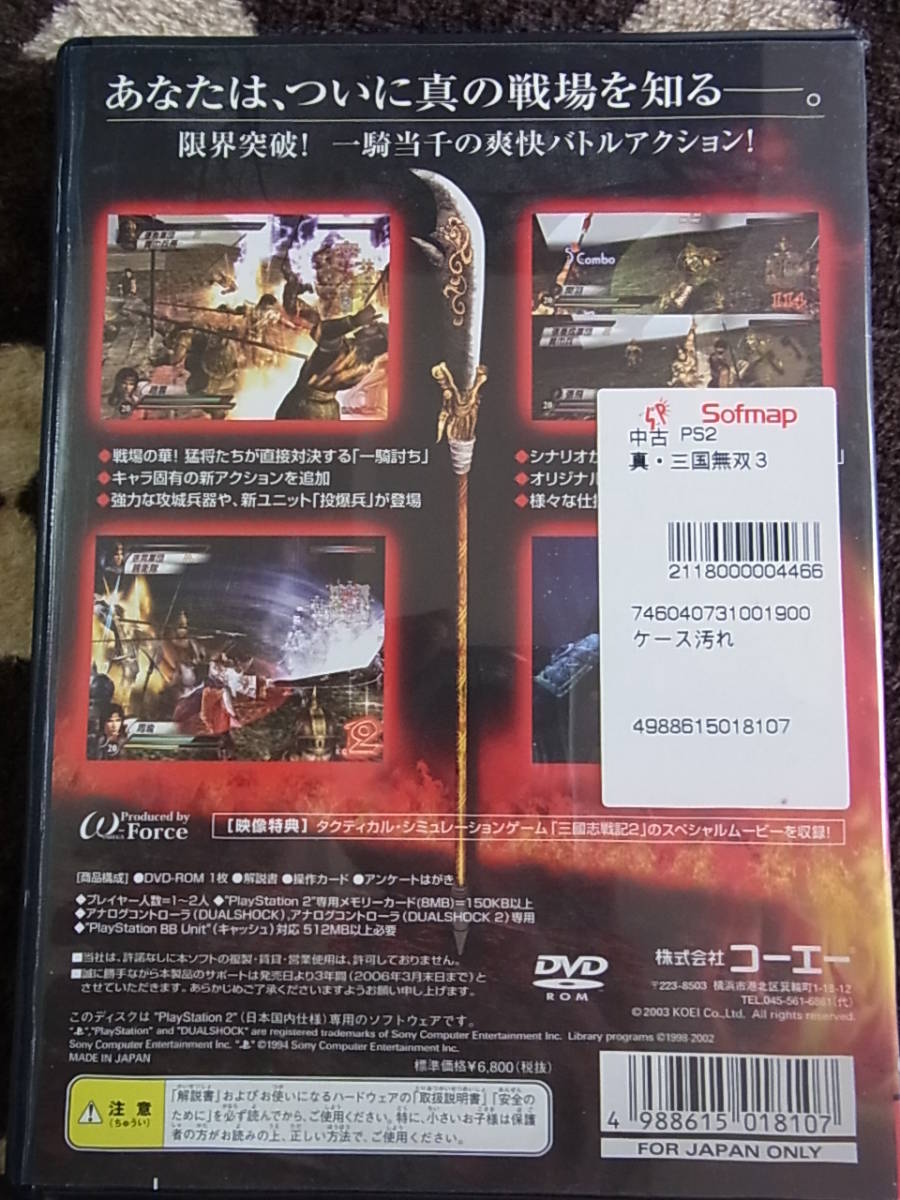 あなたは、ついに真の戦場を知る――。
限界突破! 一騎当千の爽快バトルアクション!
Combo
114
◆戦場の華!猛将たちが直接対決する「一騎討ち」
◆キャラ固有の新アクションを追加
◆強力な攻城兵器や、新ユニット「投爆兵」が登場
◆シナリオが
◆オリジナル
◆様々な仕掛
Sofmap
中古 PS2
真・三国無双3
2118000004466
746040731001900
ケース汚れ
4988615018107
護衛隊
周瑜
20
K.O.
2
Produced by
ω-Force
OMEGA
【映像特典】タクティカル・シミュレーションゲーム「三國志戦記2」のスペシャルムービーを収録!
[商品構成] ●DVD-ROM 1枚 ●解説書 ●操作カード ●アンケートはがき
◆プレイヤー人数=1~2人 ◆"PlayStation 2"専用メモリーカード(8MB)=150KB以上
◆アナログコントローラ(DUALSHOCK)、アナログコントローラ(DUALSHOCK 2)専用
◆"PlayStation BB Unit"(キャッシュ)対応 512MB以上必要
■当社は、許諾なしに本ソフトの複製・賃貸・営業使用は、許可しておりません。
■誠に勝手ながら本製品のサポートは発売日より3年間(2006年3月末日まで)と
させていただきます。あらかじめご了承くださいますようお願い申し上げます。
DVD
ROM
株式会社コーエー
〒223-8503 横浜市港北区箕輪町1-18-12
TEL.045-561-6861(代)
©2003 KOEI Co.,Ltd. All rights reserved.
このディスクは "PlayStation 2"(日本国内仕様)専用のソフトウェアです。
"PS","PlayStation" and "DUALSHOCK" are registered trademarks of Sony Computer Entertainment Inc. Library programs ©1998-2002
Sony Computer Entertainment Inc. "PS" ©1994 Sony Computer Entertainment Inc.
MADE IN JAPAN
標準価格¥6,800(税抜)
注意
(ちゅうい)
「解説書」およびお使いになるハードウェアの「取扱説明書」「安全の
ために」を必ず読んでから、ご使用ください。特に、小さいお子様は保護
者の方がお読みの上、正しい方法で、ご使用ください。
4 988615 018107
FOR JAPAN ONLY